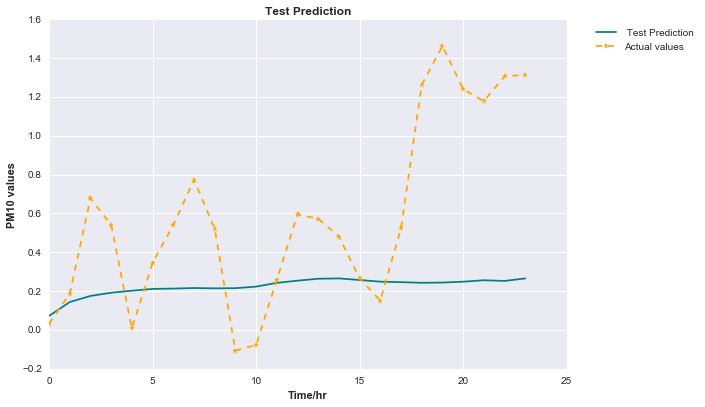 Test Prediction
1.6
1.4
1.2
1.0
0.8
0.6
0.4
0.2
0.0
−0.2
PM10 values
0 5 10 15 20 25
Time/hr
Test Prediction
Actual values